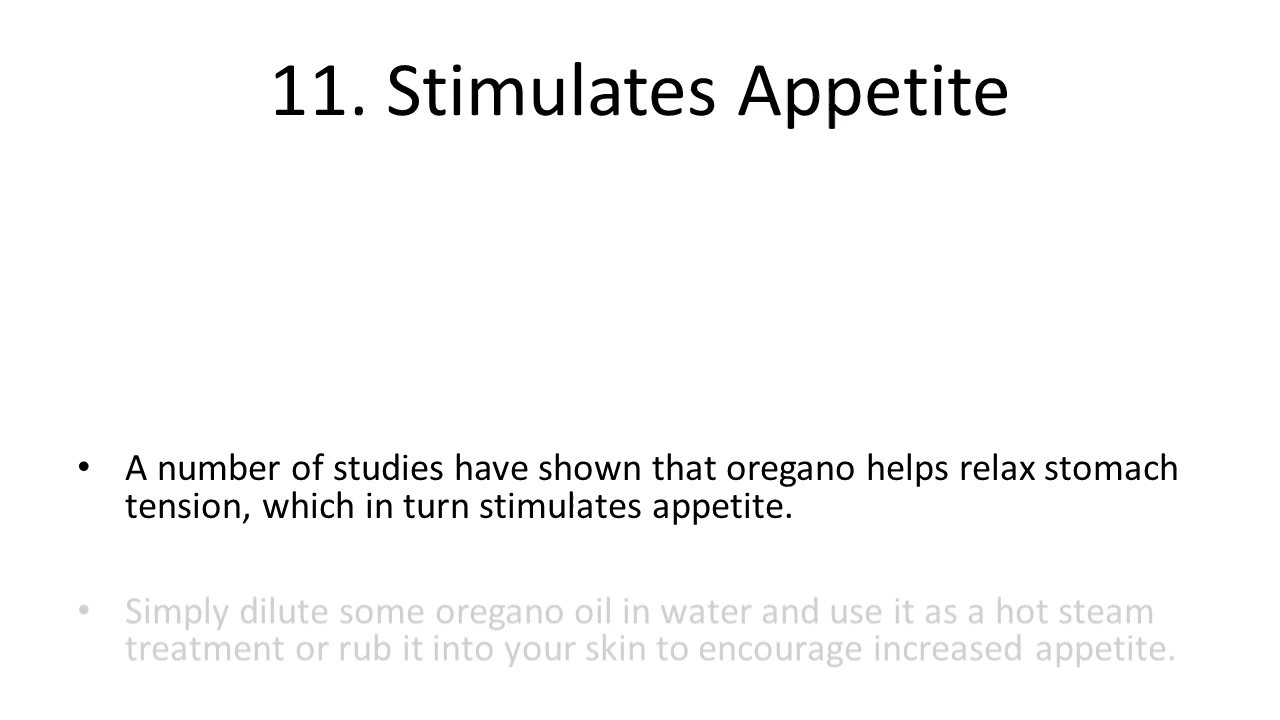 11. Stimulates Appetite
• A number of studies have shown that oregano helps relax stomach
tension, which in turn stimulates appetite.
• Simply dilute some oregano oil in water and use it as a hot steam
treatment or rub it into your skin to encourage increased appetite.